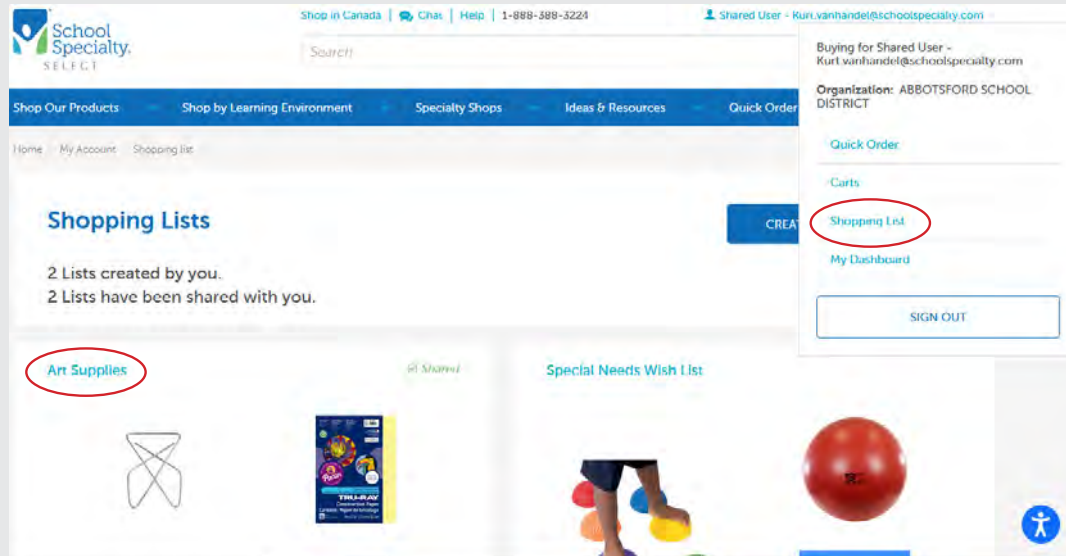 Shop in Canada | Chat | Help | 1-888-388-3224
Shared User - Kurt.vanhandel@schoolspecialty.com
School
Specialty.
SELECT
Search
Buying for Shared User -
Kurt.vanhandel@schoolspecialty.com
Organization: ABBOTSFORD SCHOOL
DISTRICT
Shop Our Products
Shop by Learning Environment
Specialty Shops
Ideas & Resources
Quick Order
Quick Order
Home My Account Shopping list
Carts
Shopping Lists
CREAT
Shopping List
2 Lists created by you.
My Dashboard
2 Lists have been shared with you.
SIGN OUT
Art Supplies
Shared
Special Needs Wish List
TRU-RAY
Construction Paper